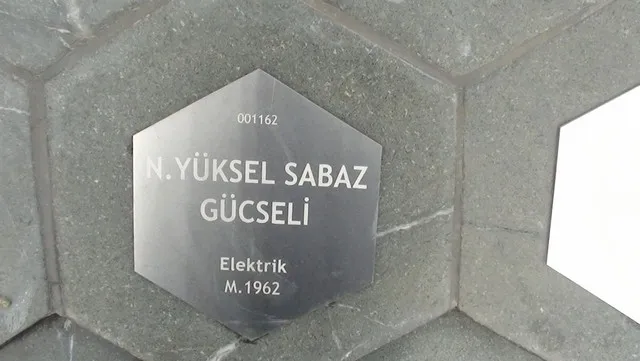 001162
N.YÜKSEL SABAZ
GÜCSELİ
Elektrik
M.1962